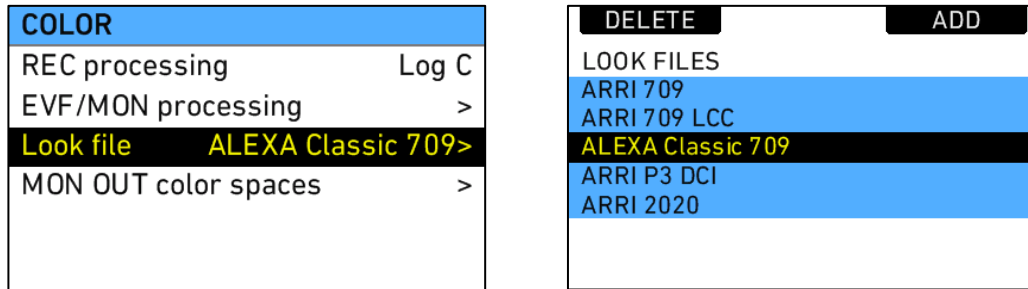 COLOR
REC processing Log C
EVF/MON processing >
Look file ALEXA Classic 709>
MON OUT color spaces >
DELETE ADD
LOOK FILES
ARRI 709
ARRI 709 LCC
ALEXA Classic 709
ARRI P3 DCI
ARRI 2020